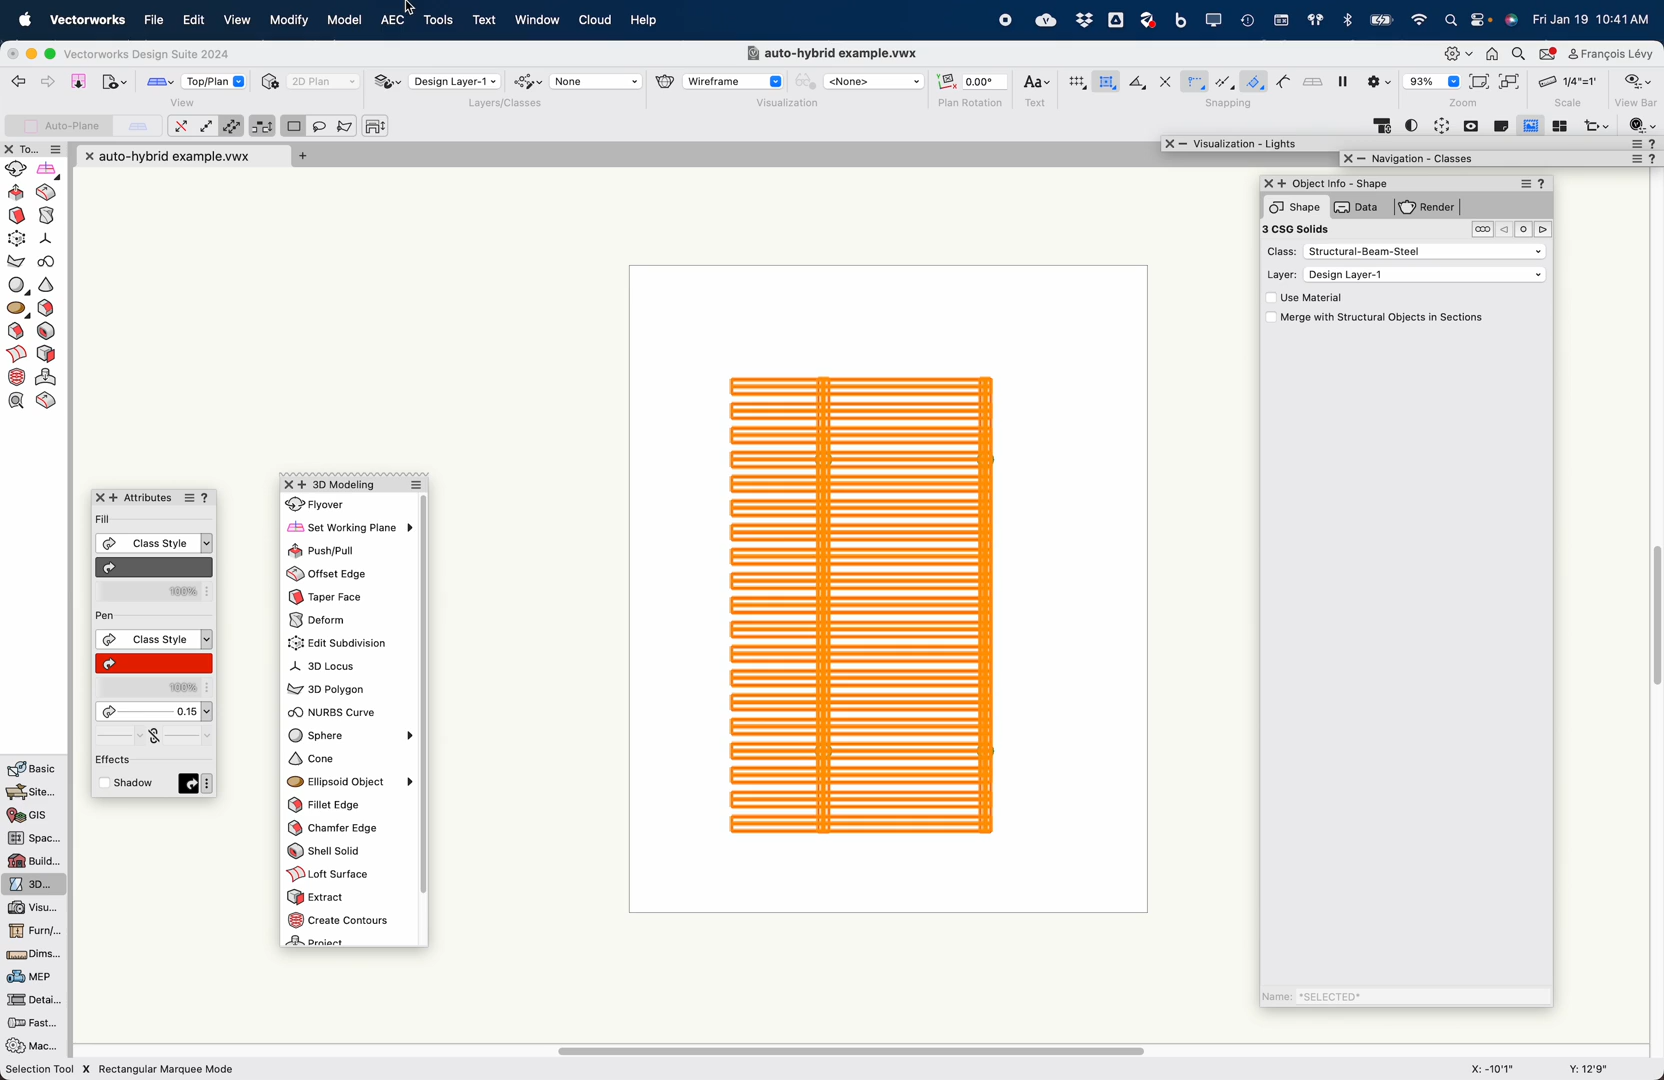 Vectorworks File Edit View Modify Model AEC Tools Text Window Cloud Help Fri Jan 19 10:41 AM
Vectorworks Design Suite 2024 auto-hybrid example.vwx François Lévy
Top/Plan 2D Plan Design Layer-1 None Wireframe <None> 0.00° Aa 93% 1/4"=1'
View Layers/Classes Visualization Plan Rotation Text Snapping Zoom Scale View Bar
Auto-Plane
To... auto-hybrid example.vwx +
Visualization - Lights ?
Navigation - Classes ?
Object Info - Shape ?
Shape Data Render
3 CSG Solids
Class: Structural-Beam-Steel
Layer: Design Layer-1
Use Material
Merge with Structural Objects in Sections
Name: *SELECTED*
Attributes ?
Fill
Class Style
100%
Pen
Class Style
100%
0.15
Effects
Shadow
3D Modeling
Flyover
Set Working Plane
Push/Pull
Offset Edge
Taper Face
Deform
Edit Subdivision
3D Locus
3D Polygon
NURBS Curve
Sphere
Cone
Ellipsoid Object
Fillet Edge
Chamfer Edge
Shell Solid
Loft Surface
Extract
Create Contours
Project
Basic
Site...
GIS
Spac...
Build...
3D...
Visu...
Furn/...
Dims...
MEP
Detai...
Fast...
Mac...
Selection Tool X Rectangular Marquee Mode X: -10'1" Y: 12'9"